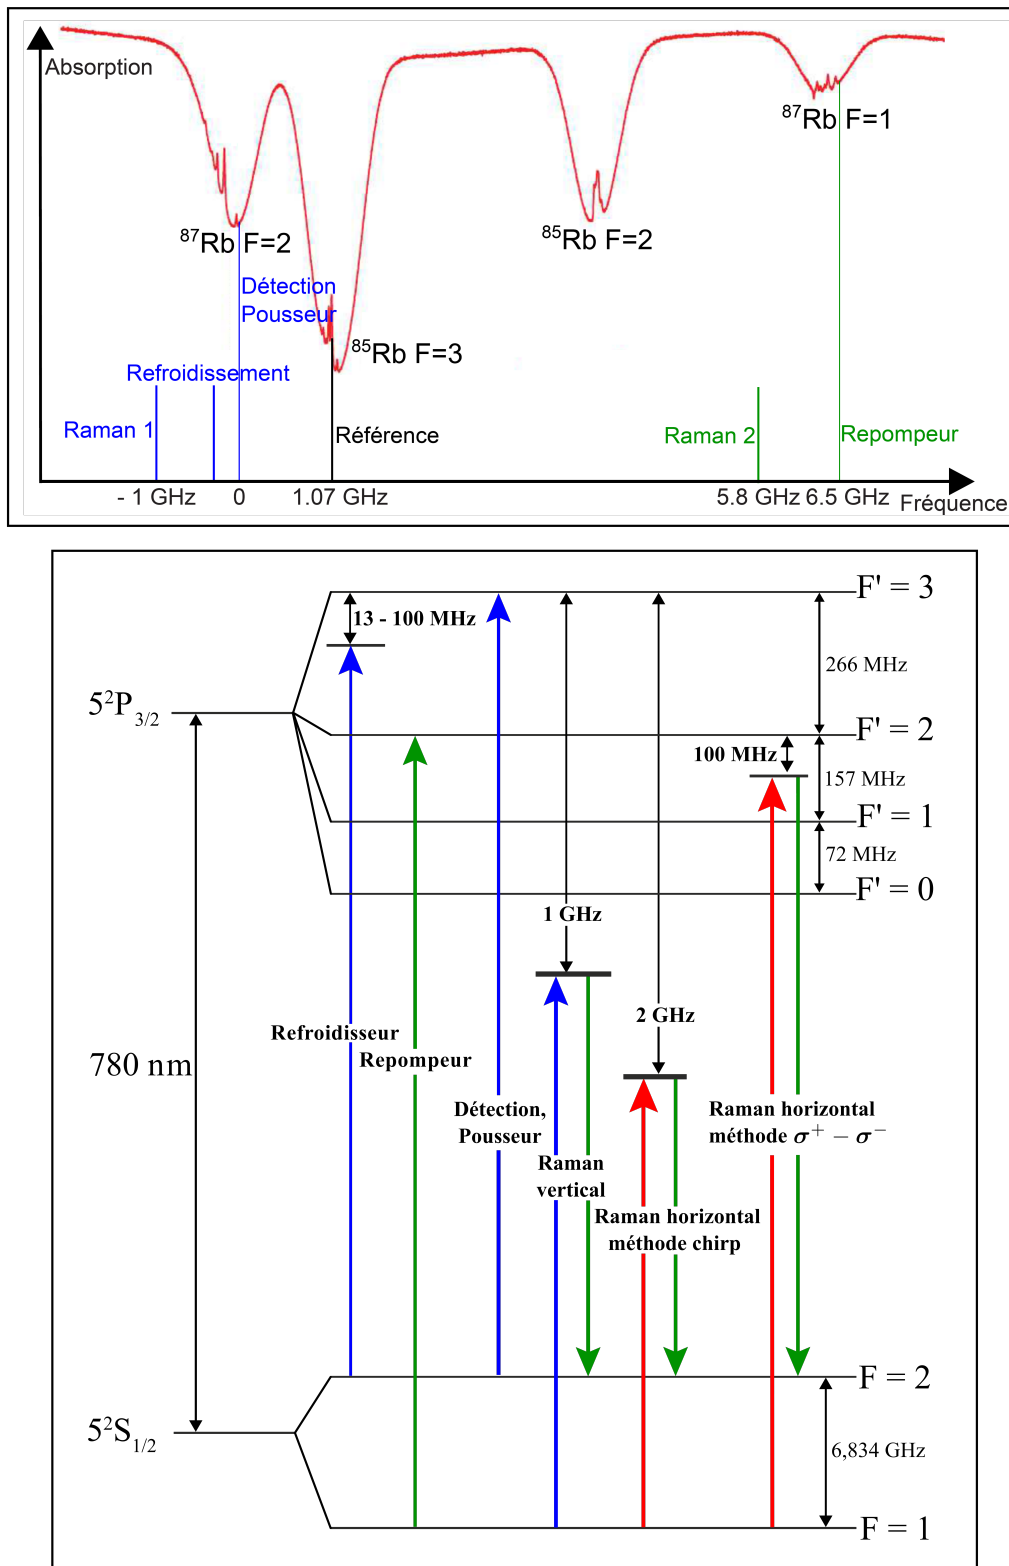 Absorption
⁸⁷Rb F=1
⁸⁷Rb F=2
⁸⁵Rb F=2
Détection
Pousseur
⁸⁵Rb F=3
Refroidissement
Raman 1
Référence
Raman 2
Repompeur
- 1 GHz
0
1.07 GHz
5.8 GHz
6.5 GHz
Fréquence
F' = 3
13 - 100 MHz
266 MHz
5²P₃/₂
F' = 2
100 MHz
157 MHz
F' = 1
72 MHz
F' = 0
1 GHz
2 GHz
Refroidisseur
Repompeur
780 nm
Détection,
Pousseur
Raman horizontal
méthode σ⁺ − σ⁻
Raman
vertical
Raman horizontal
méthode chirp
F = 2
5²S₁/₂
6,834 GHz
F = 1